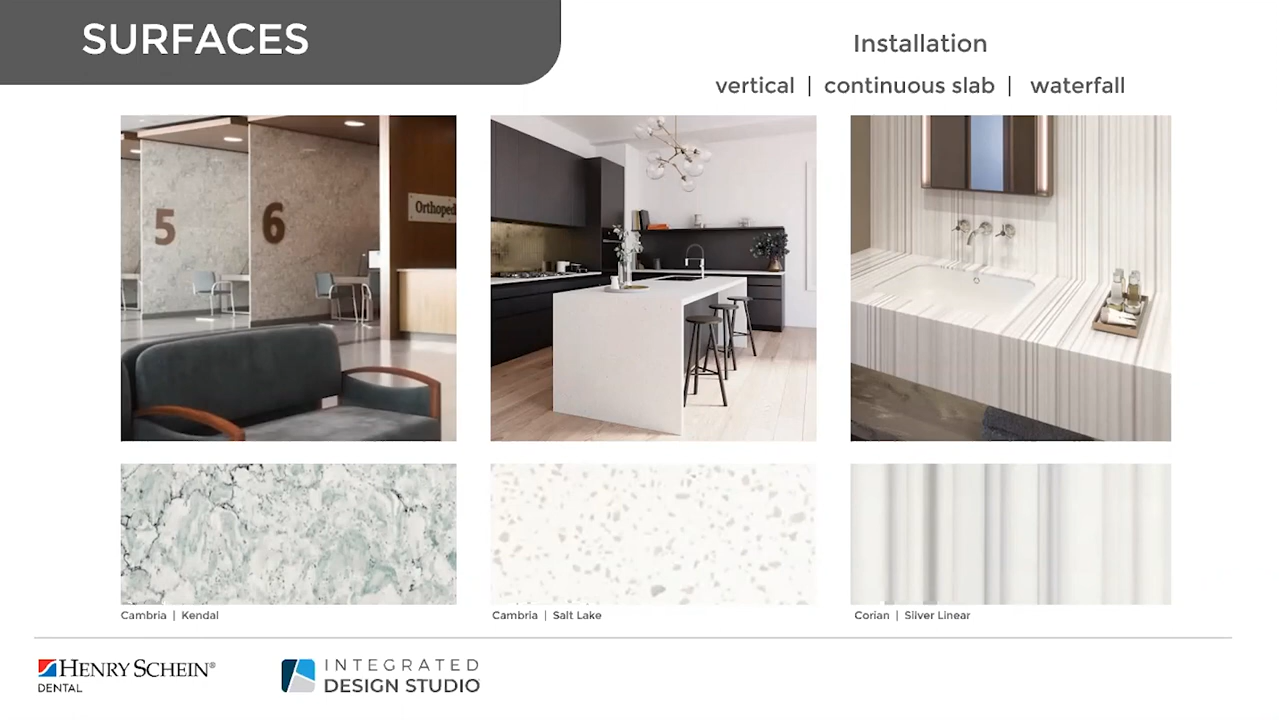 SURFACES
Installation
vertical | continuous slab | waterfall
5
6
Orthoped
Cambria | Kendal
Cambria | Salt Lake
Corian | Silver Linear
HENRY SCHEIN®
DENTAL
INTEGRATED
DESIGN STUDIO